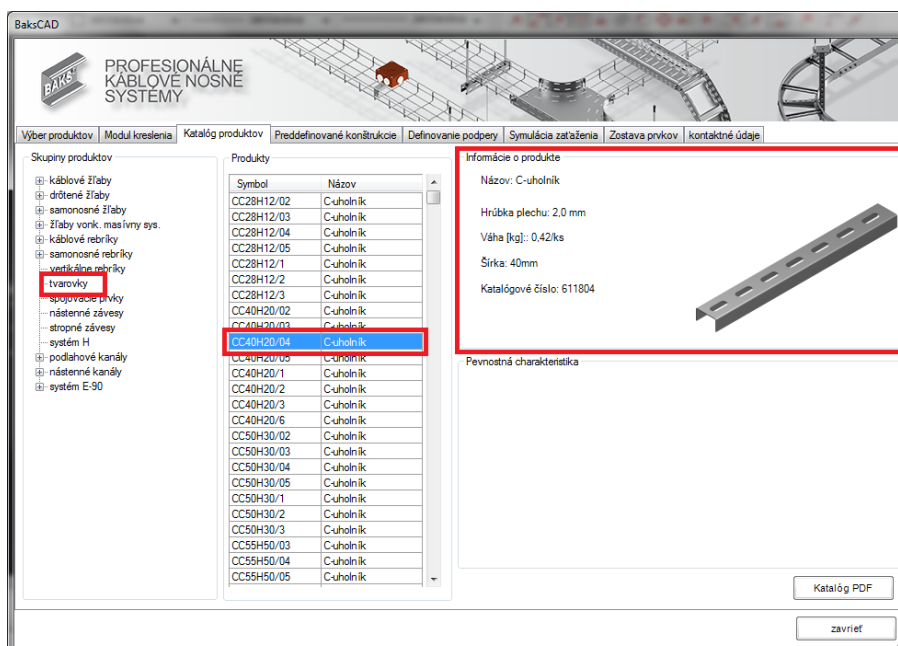 BaksCAD
BAKS
PROFESIONÁLNE
KÁBLOVÉ NOSNÉ
SYSTÉMY
Výber produktov Modul kreslenia Katalóg produktov Preddefinované konštrukcie Definovanie podpery Symulácia zaťaženia Zostava prvkov kontaktné údaje
Skupiny produktov
káblové žľaby
drôtené žľaby
samonosné žľaby
žľaby vonk. masívny sys.
káblové rebríky
samonosné rebríky
vertikálne rebríky
tvarovky
spojovacie prvky
nástenné závesy
stropné závesy
systém H
podlahové kanály
nástenné kanály
systém E-90
Produkty
Symbol Názov
CC28H12/02 C-uholník
CC28H12/03 C-uholník
CC28H12/04 C-uholník
CC28H12/05 C-uholník
CC28H12/1 C-uholník
CC28H12/2 C-uholník
CC28H12/3 C-uholník
CC40H20/02 C-uholník
CC40H20/03 C-uholník
CC40H20/04 C-uholník
CC40H20/05 C-uholník
CC40H20/1 C-uholník
CC40H20/2 C-uholník
CC40H20/3 C-uholník
CC40H20/6 C-uholník
CC50H30/02 C-uholník
CC50H30/03 C-uholník
CC50H30/04 C-uholník
CC50H30/05 C-uholník
CC50H30/1 C-uholník
CC50H30/2 C-uholník
CC50H30/3 C-uholník
CC55H50/03 C-uholník
CC55H50/04 C-uholník
CC55H50/05 C-uholník
Informácie o produkte
Názov: C-uholník
Hrúbka plechu: 2,0 mm
Váha [kg]:: 0,42/ks
Šírka: 40mm
Katalógové číslo: 611804
Pevnostná charakteristika
Katalóg PDF
zavrieť